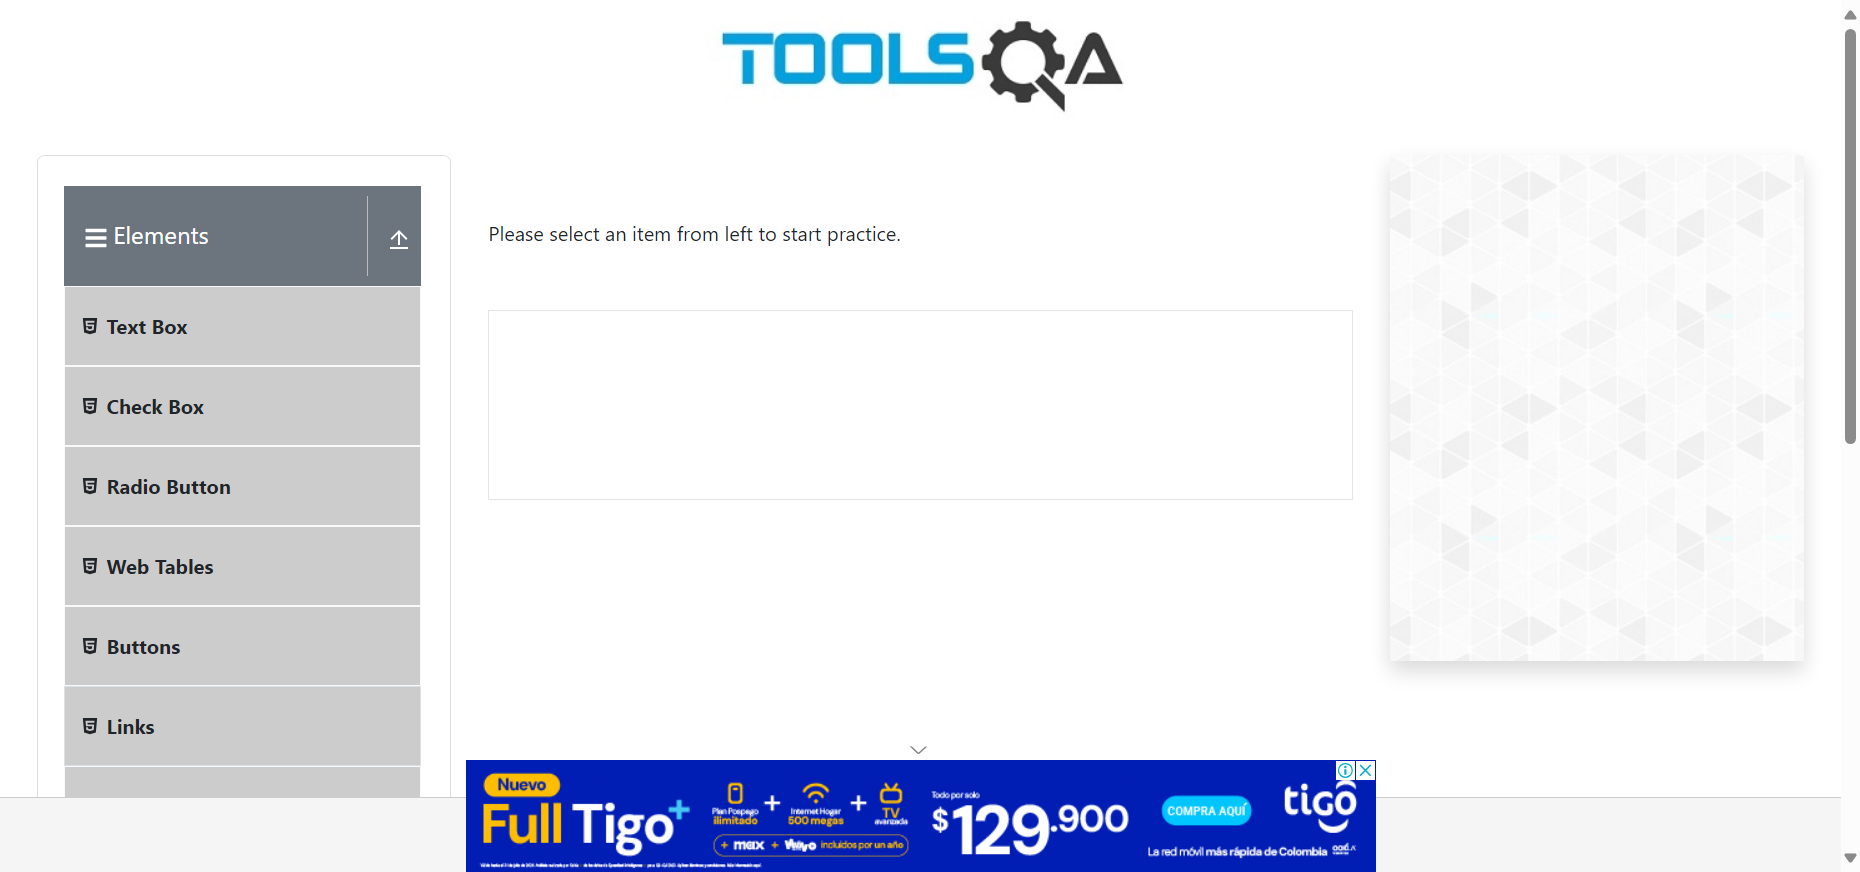 TOOLSQA
Elements
Please select an item from left to start practice.
Text Box
Check Box
Radio Button
Web Tables
Buttons
Links
Nuevo
Full Tigo+
Plan Pospago
ilimitado
+
Internet Hogar
500 megas
+
TV
avanzada
+ max + incluidos por un año
Todo por solo
$129.900
COMPRA AQUÍ
tigo
La red móvil más rápida de Colombia